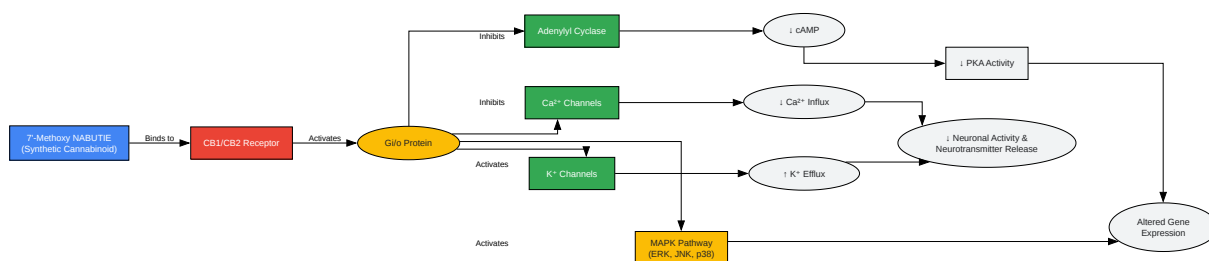 7'-Methoxy NABUTIE
(Synthetic Cannabinoid)
Binds to
CB1/CB2 Receptor
Activates
Gi/o Protein
Inhibits
Adenylyl Cyclase
↓ cAMP
↓ PKA Activity
Inhibits
Ca²⁺ Channels
↓ Ca²⁺ Influx
↓ Neuronal Activity &
Neurotransmitter Release
Activates
K⁺ Channels
↑ K⁺ Efflux
Activates
MAPK Pathway
(ERK, JNK, p38)
Altered Gene
Expression